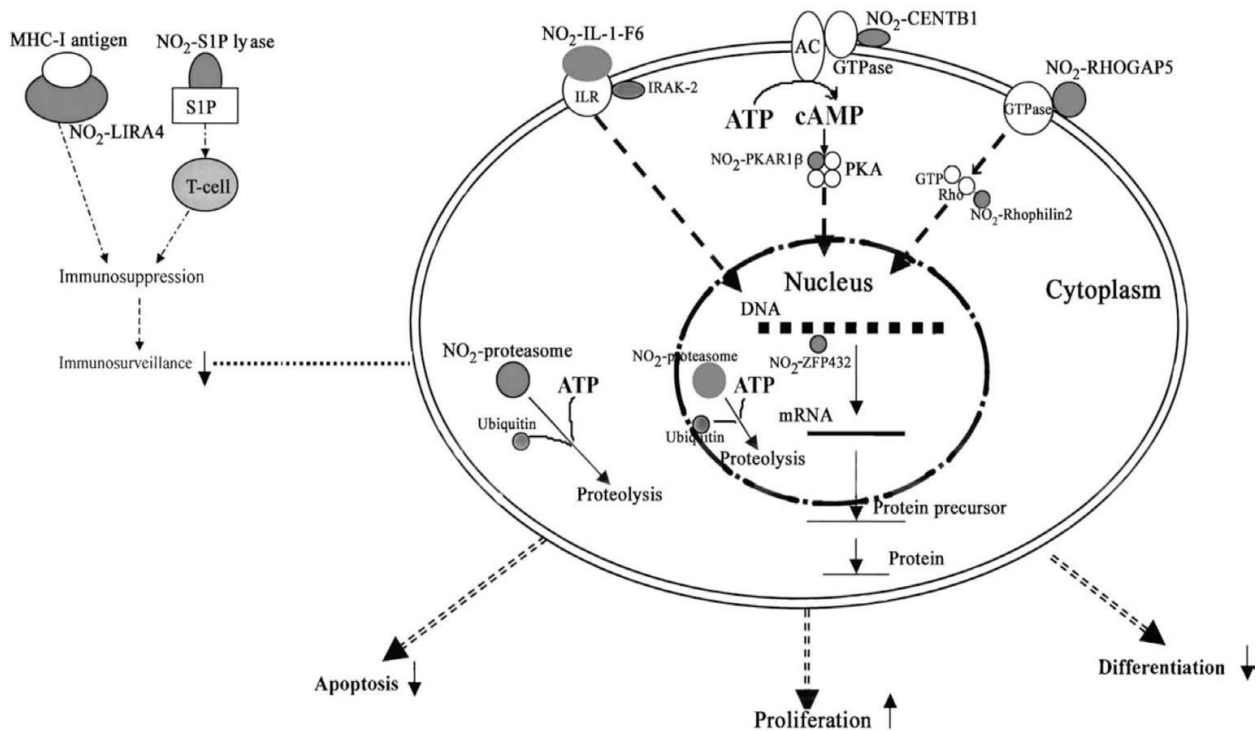 MHC-I antigen
NO2-S1P lyase
S1P
NO2-LIRA4
T-cell
Immunosuppression
Immunosurveillance
NO2-IL-1-F6
ILR
IRAK-2
AC
GTPase
NO2-CENTB1
ATP
cAMP
NO2-PKAR1β
PKA
NO2-RHOGAP5
GTPase
GTP
Rho
NO2-Rhophilin2
Nucleus
Cytoplasm
DNA
NO2-ZFP432
mRNA
Protein precursor
Protein
NO2-proteasome
ATP
Ubiquitin
Proteolysis
NO2-proteasome
ATP
Ubiquitin
Proteolysis
Apoptosis
Proliferation
Differentiation